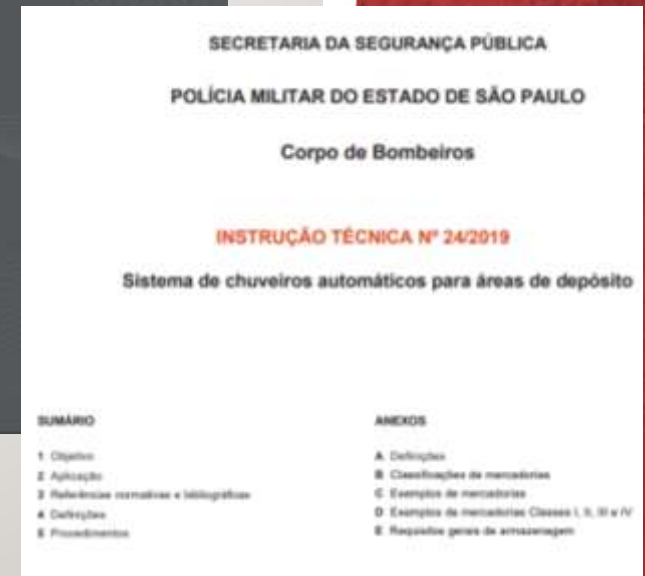 SECRETARIA DA SEGURANÇA PÚBLICA
POLÍCIA MILITAR DO ESTADO DE SÃO PAULO
Corpo de Bombeiros
INSTRUÇÃO TÉCNICA Nº 24/2019
Sistema de chuveiros automáticos para áreas de depósito
SUMÁRIO
1 Objetivo
2 Aplicação
3 Referências normativas e bibliográficas
4 Definições
5 Procedimentos
ANEXOS
A Definições
B Classificações de mercadorias
C Exemplos de mercadorias
D Exemplos de mercadorias Classes I, II, III e IV
E Requisitos gerais de armazenagem